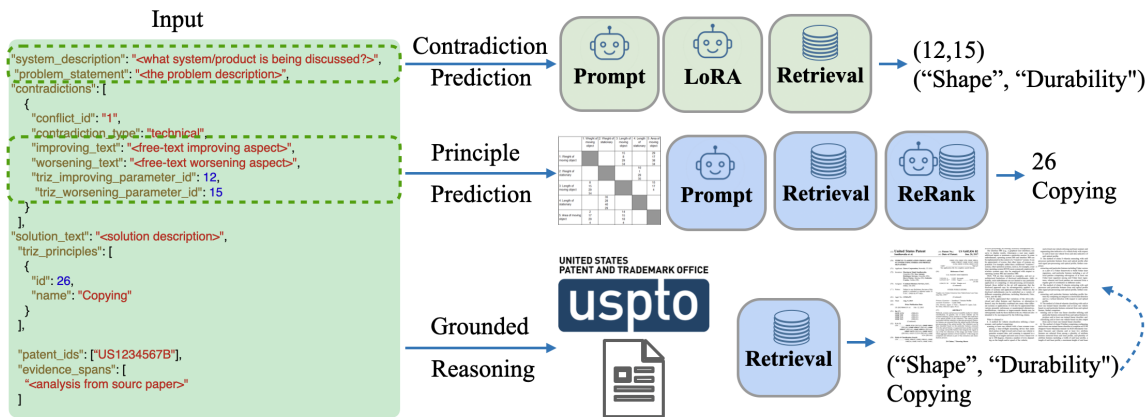 Input
"system_description": "<what system/product is being discussed?>",
"problem_statement": "<the problem description>",
"contradictions": [
{
"conflict_id": "1",
"contradiction_type": "technical",
"improving_text": "<free-text improving aspect>",
"worsening_text": "<free-text worsening aspect>",
"triz_improving_parameter_id": 12,
"triz_worsening_parameter_id": 15
}
],
"solution_text": "<solution description>",
"triz_principles": [
{
"id": 26,
"name": "Copying"
}
],
"patent_ids": ["US1234567B"],
"evidence_spans": [
"<analysis from sourc paper>"
]
Contradiction
Prediction
Prompt
LoRA
Retrieval
(12,15)
(“Shape”, “Durability")
Principle
Prediction
Prompt
Retrieval
ReRank
26
Copying
Grounded
Reasoning
UNITED STATES
PATENT AND TRADEMARK OFFICE
uspto
Retrieval
(“Shape”, “Durability")
Copying